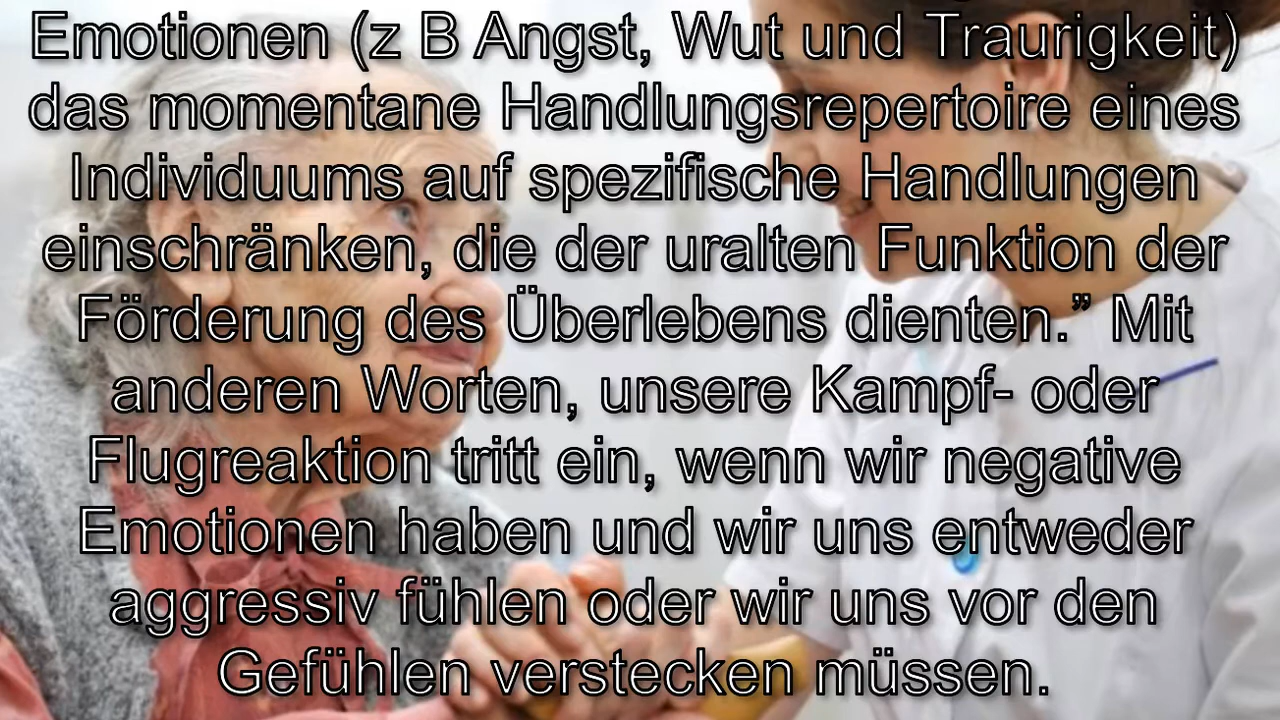 Emotionen (z B Angst, Wut und Traurigkeit)
das momentane Handlungsrepertoire eines
Individuums auf spezifische Handlungen
einschränken, die der uralten Funktion der
Förderung des Überlebens dienten.” Mit
anderen Worten, unsere Kampf- oder
Flugreaktion tritt ein, wenn wir negative
Emotionen haben und wir uns entweder
aggressiv fühlen oder wir uns vor den
Gefühlen verstecken müssen.